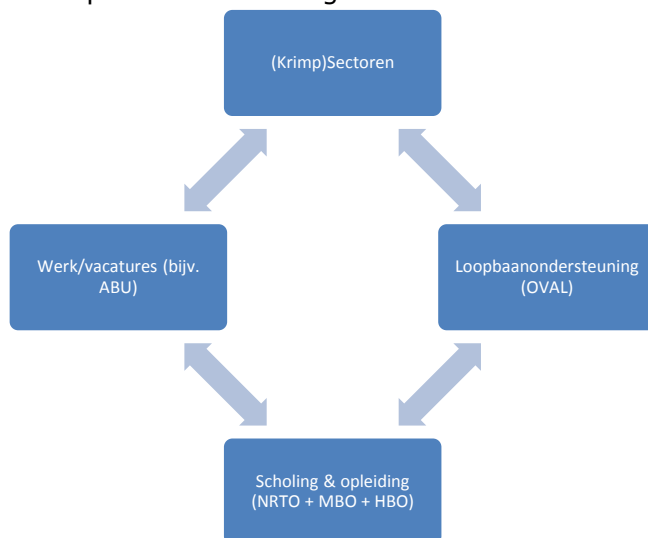 (Krimp)Sectoren
Werk/vacatures (bijv.
ABU)
Loopbaanondersteuning
(OVAL)
Scholing & opleiding
(NRTO + MBO + HBO)